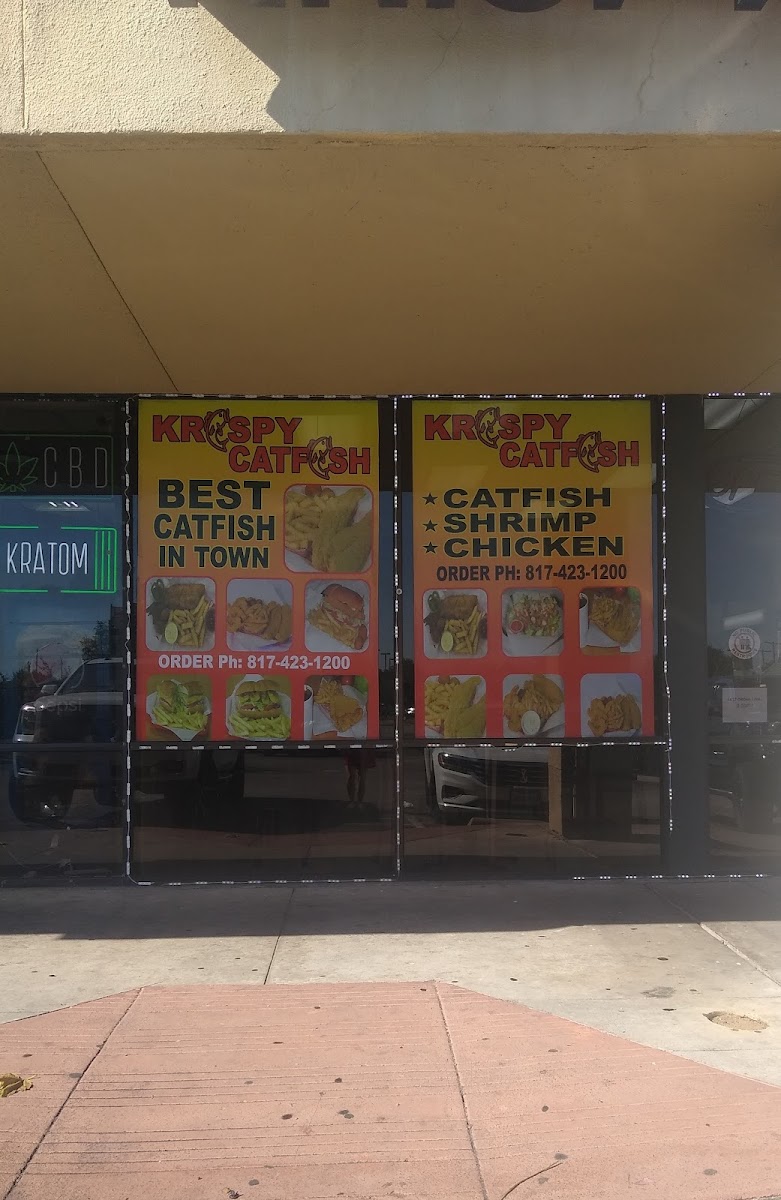 CBD
KRATOM
KRISPY
CATFISH
BEST
CATFISH
IN TOWN
ORDER Ph: 817-423-1200
KRISPY
CATFISH
★ CATFISH
★ SHRIMP
★ CHICKEN
ORDER PH: 817-423-1200
pepsi